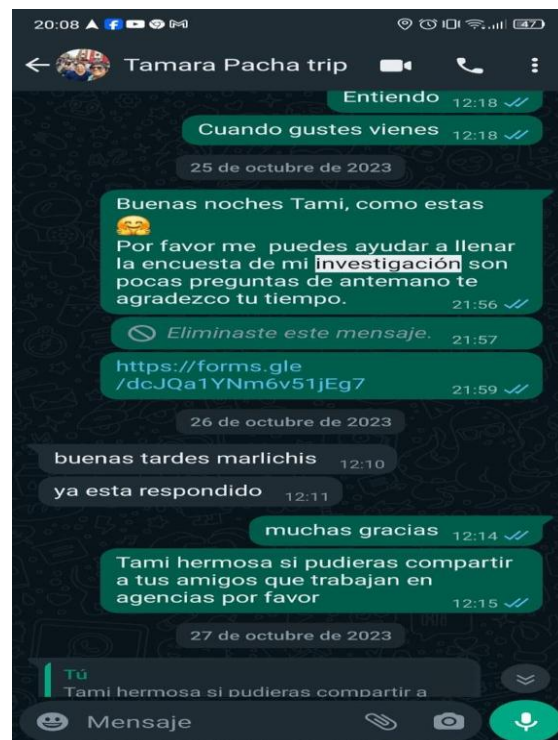 20:08 47
Tamara Pacha trip
Entiendo 12:18
Cuando gustes vienes 12:18
25 de octubre de 2023
Buenas noches Tami, como estas
Por favor me puedes ayudar a llenar
la encuesta de mi investigación son
pocas preguntas de antemano te
agradezco tu tiempo. 21:56
Eliminaste este mensaje. 21:57
https://forms.gle
/dcJQa1YNm6v51jEg7 21:59
26 de octubre de 2023
buenas tardes marlichis 12:10
ya esta respondido 12:11
muchas gracias 12:14
Tami hermosa si pudieras compartir
a tus amigos que trabajan en
agencias por favor 12:15
27 de octubre de 2023
Tú
Tami hermosa si pudieras compartir a
Mensaje